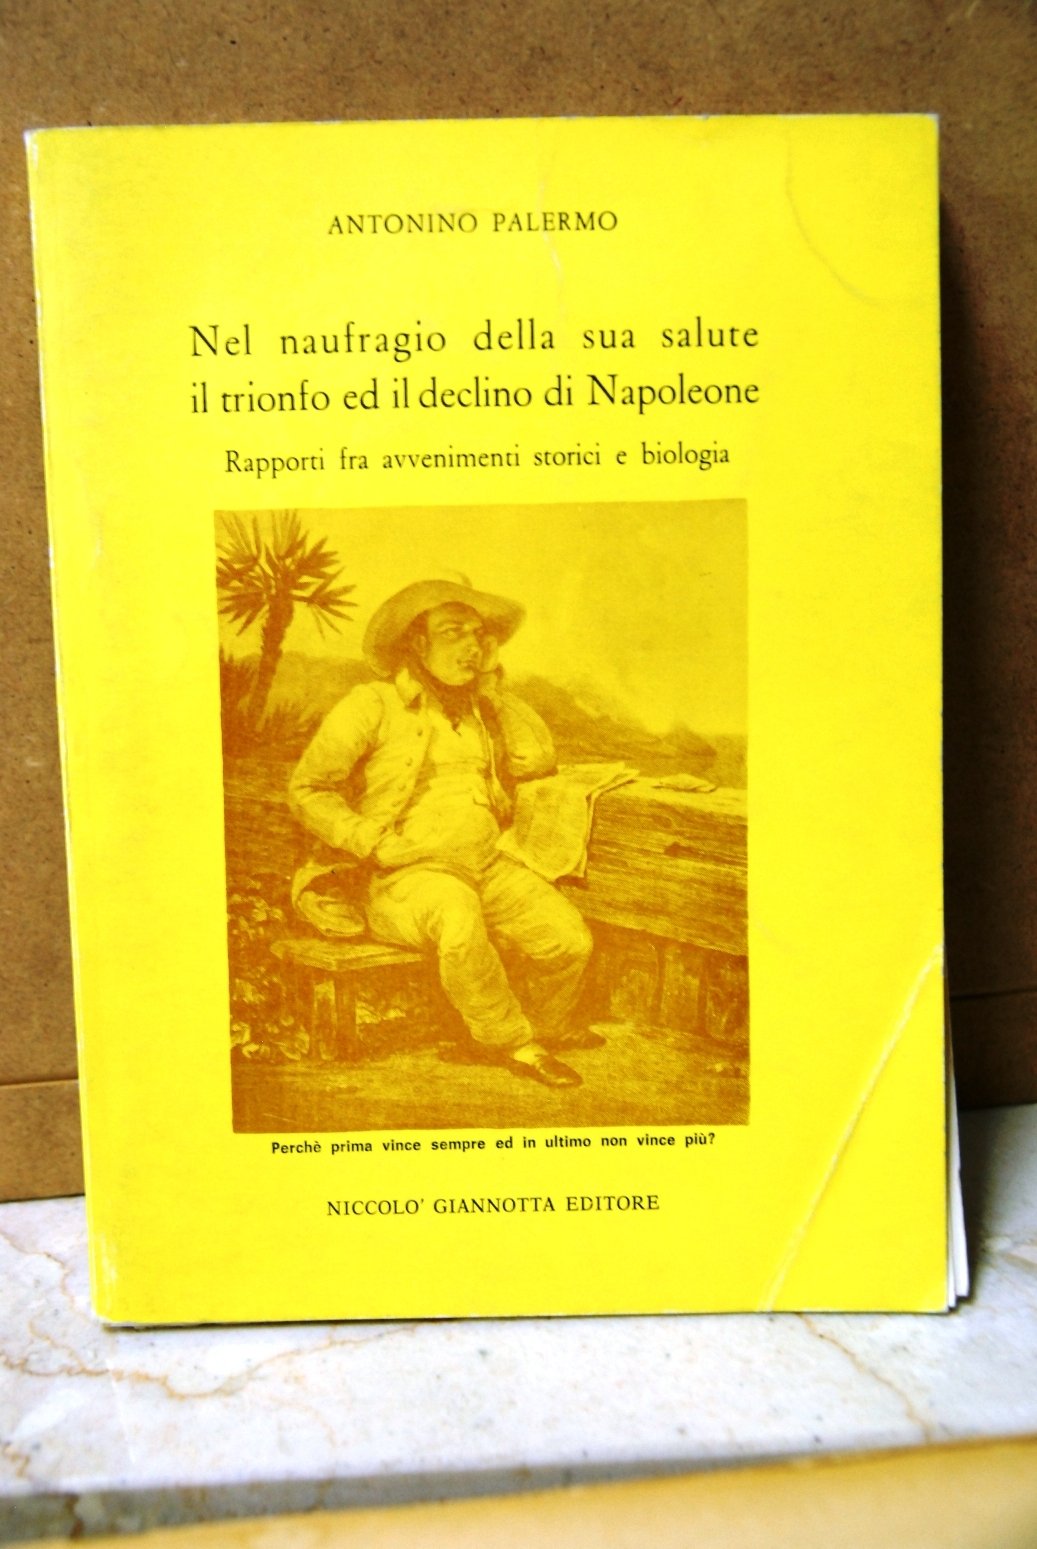 ANTONINO PALERMO
Nel naufragio della sua salute
il trionfo ed il declino di Napoleone
Rapporti fra avvenimenti storici e biologia
Perchè prima vince sempre ed in ultimo non vince più?
NICCOLO' GIANNOTTA EDITORE